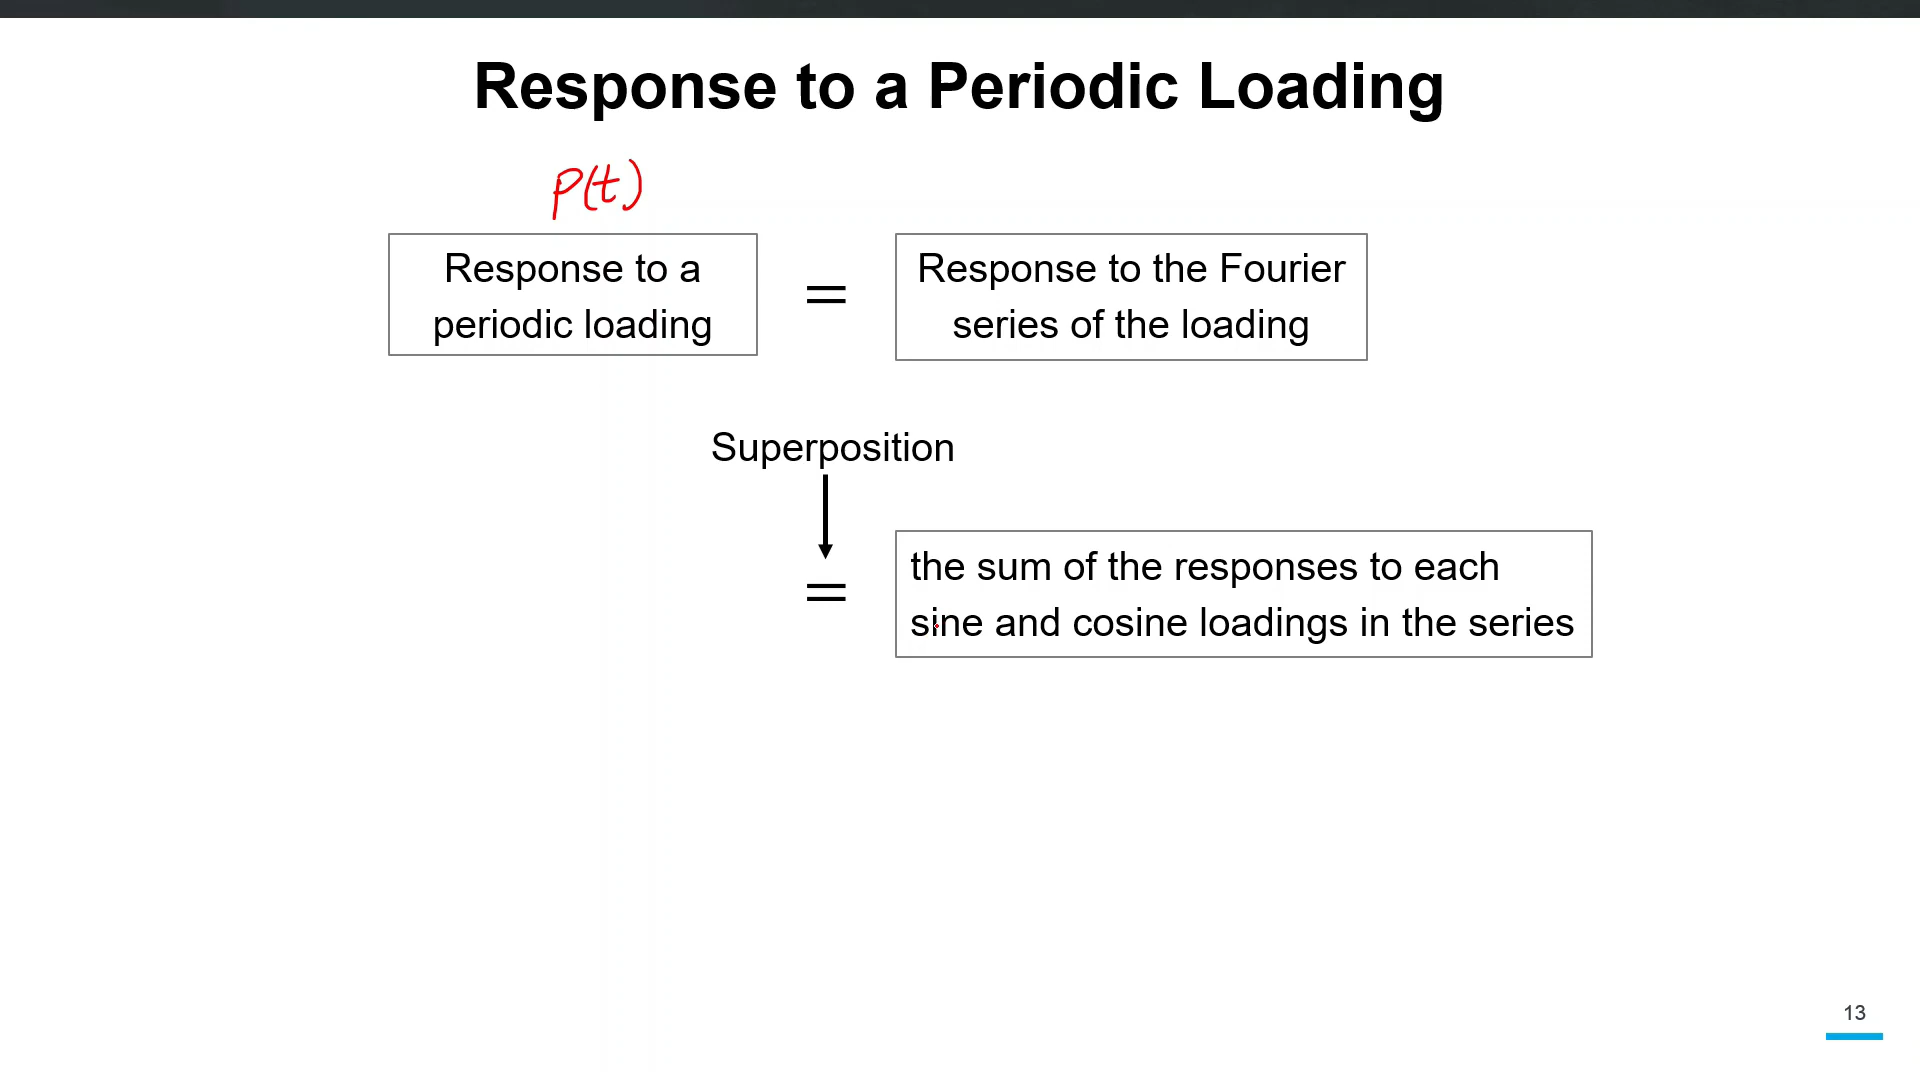 Response to a Periodic Loading
P(t)
Response to a
periodic loading
=
Response to the Fourier
series of the loading
Superposition
=
the sum of the responses to each
sine and cosine loadings in the series
13